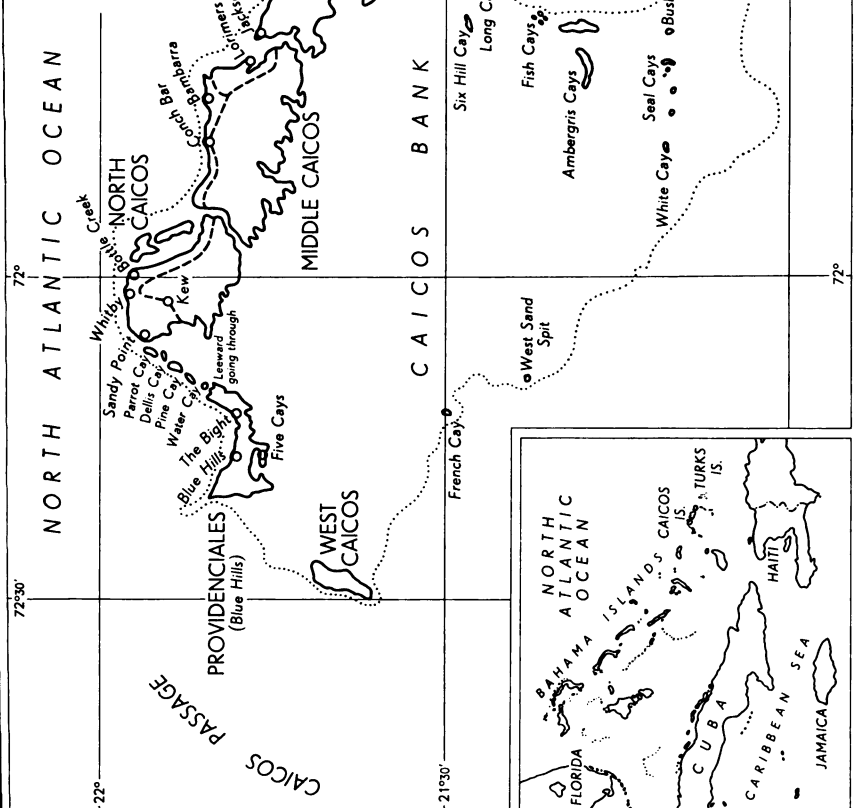 NORTH ATLANTIC OCEAN
72°
Whitby
Bottle Creek
NORTH
CAICOS
Conch Bar
Bambarra
Lorimers
Kew
Sandy Point
Parrot Cay
Dellis Cay
Pine Cay
Water Cay
Leeward
going through
The Bight
Blue Hills
Five Cays
PROVIDENCIALES
(Blue Hills)
WEST
CAICOS
MIDDLE CAICOS
72°30'
CAICOS PASSAGE
CAICOS BANK
Six Hill Cay
Fish Cays
Ambergris Cays
Seal Cays
White Cay
West Sand
Spit
French Cay
72°
22°
21°30'
NORTH
ATLANTIC
OCEAN
BAHAMA ISLANDS
CAICOS
IS.
TURKS
IS.
HAITI
CUBA
CARIBBEAN SEA
JAMAICA
FLORIDA